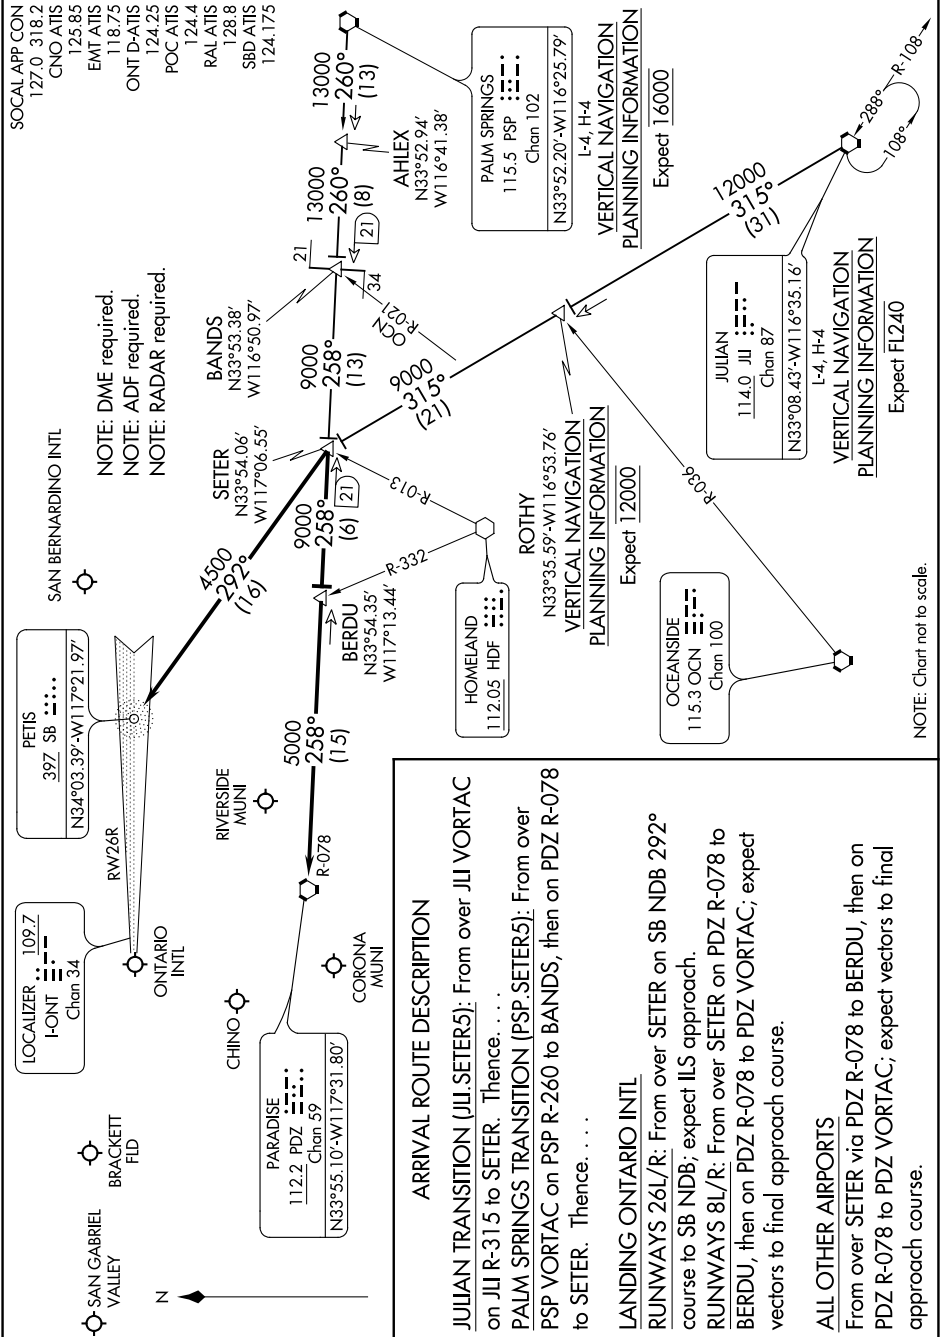 SOCAL APP CON
127.0 318.2
CNO ATIS
125.85
EMT ATIS
118.75
ONT D-ATIS
124.25
POC ATIS
124.4
RAL ATIS
128.8
SBD ATIS
124.175
SAN GABRIEL
VALLEY
BRACKETT
FLD
LOCALIZER 109.7
I-ONT
Chan 34
ONTARIO
INTL
RW26R
PETIS
397 SB
N34°03.39'-W117°21.97'
SAN BERNARDINO INTL
NOTE: DME required.
NOTE: ADF required.
NOTE: RADAR required.
N
CHINO
CORONA
MUNI
RIVERSIDE
MUNI
PARADISE
112.2 PDZ
Chan 59
N33°55.10'-W117°31.80'
R-078
5000
258°
(15)
BERDU
N33°54.35'
W117°13.44'
4500
292°
(16)
9000
258°
(6)
21
SETER
N33°54.06'
W117°06.55'
9000
258°
(13)
BANDS
N33°53.38'
W116°50.97'
21
34
21
13000
260°
(8)
AHLEX
N33°52.94'
W116°41.38'
13000
260°
(13)
PALM SPRINGS
115.5 PSP
Chan 102
N33°52.20'-W116°25.79'
L-4, H-4
VERTICAL NAVIGATION
PLANNING INFORMATION
Expect 16000
OCN
R-021
R-013
R-332
HOMELAND
112.05 HDF
9000
315°
(21)
ROTHY
N33°35.59'-W116°53.76'
VERTICAL NAVIGATION
PLANNING INFORMATION
Expect 12000
12000
315°
(31)
R-036
OCEANSIDE
115.3 OCN
Chan 100
JULIAN
114.0 JLI
Chan 87
N33°08.43'-W116°35.16'
L-4, H-4
VERTICAL NAVIGATION
PLANNING INFORMATION
Expect FL240
288°
R-108
108°
NOTE: Chart not to scale.
ARRIVAL ROUTE DESCRIPTION
JULIAN TRANSITION (JLI.SETER5): From over JLI VORTAC
on JLI R-315 to SETER. Thence. . . .
PALM SPRINGS TRANSITION (PSP.SETER5): From over
PSP VORTAC on PSP R-260 to BANDS, then on PDZ R-078
to SETER. Thence. . . .
LANDING ONTARIO INTL
RUNWAYS 26L/R: From over SETER on SB NDB 292°
course to SB NDB; expect ILS approach.
RUNWAYS 8L/R: From over SETER on PDZ R-078 to
BERDU, then on PDZ R-078 to PDZ VORTAC; expect
vectors to final approach course.
ALL OTHER AIRPORTS
From over SETER via PDZ R-078 to BERDU, then on
PDZ R-078 to PDZ VORTAC; expect vectors to final
approach course.